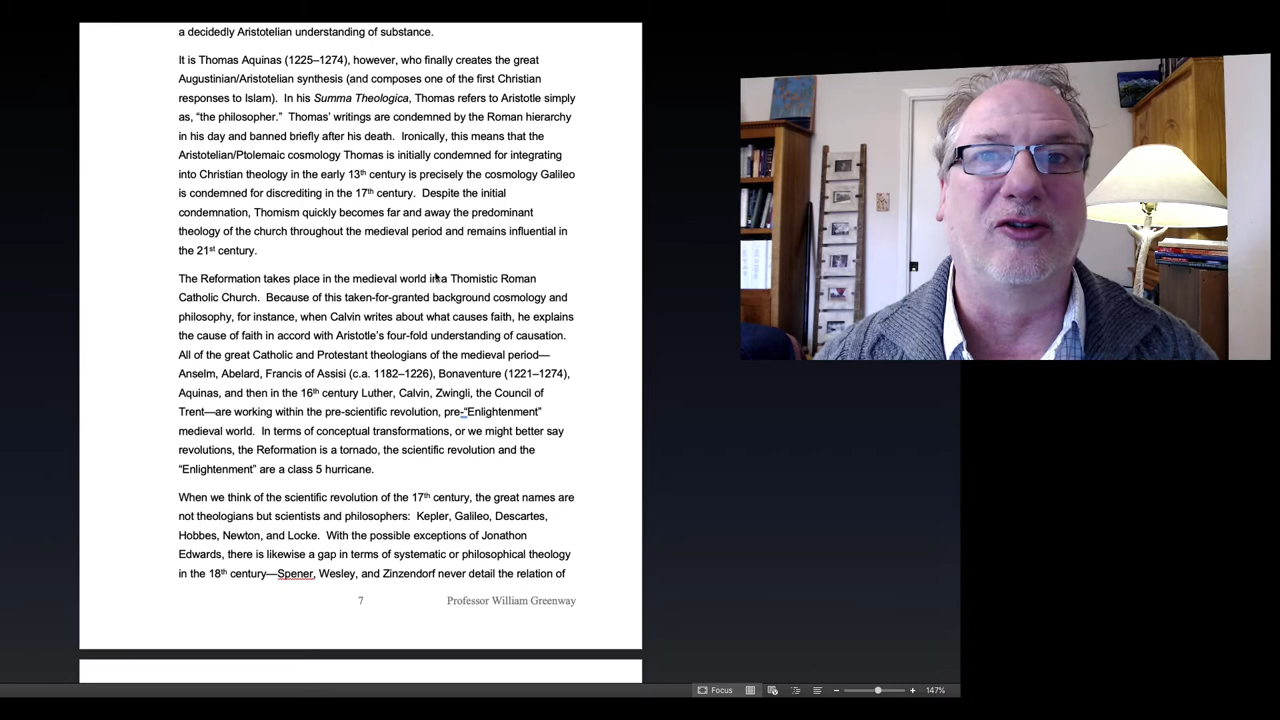 a decidedly Aristotelian understanding of substance.
It is Thomas Aquinas (1225–1274), however, who finally creates the great
Augustinian/Aristotelian synthesis (and composes one of the first Christian
responses to Islam).  In his Summa Theologica, Thomas refers to Aristotle simply
as, “the philosopher.”  Thomas’ writings are condemned by the Roman hierarchy
in his day and banned briefly after his death.  Ironically, this means that the
Aristotelian/Ptolemaic cosmology Thomas is initially condemned for integrating
into Christian theology in the early 13th century is precisely the cosmology Galileo
is condemned for discrediting in the 17th century.  Despite the initial
condemnation, Thomism quickly becomes far and away the predominant
theology of the church throughout the medieval period and remains influential in
the 21st century.
The Reformation takes place in the medieval world in a Thomistic Roman
Catholic Church.  Because of this taken-for-granted background cosmology and
philosophy, for instance, when Calvin writes about what causes faith, he explains
the cause of faith in accord with Aristotle’s four-fold understanding of causation.
All of the great Catholic and Protestant theologians of the medieval period—
Anselm, Abelard, Francis of Assisi (c.a. 1182–1226), Bonaventure (1221–1274),
Aquinas, and then in the 16th century Luther, Calvin, Zwingli, the Council of
Trent—are working within the pre-scientific revolution, pre-“Enlightenment”
medieval world.  In terms of conceptual transformations, or we might better say
revolutions, the Reformation is a tornado, the scientific revolution and the
“Enlightenment” are a class 5 hurricane.
When we think of the scientific revolution of the 17th century, the great names are
not theologians but scientists and philosophers:  Kepler, Galileo, Descartes,
Hobbes, Newton, and Locke.  With the possible exceptions of Jonathon
Edwards, there is likewise a gap in terms of systematic or philosophical theology
in the 18th century—Spener, Wesley, and Zinzendorf never detail the relation of
7 Professor William Greenway
Focus 147%